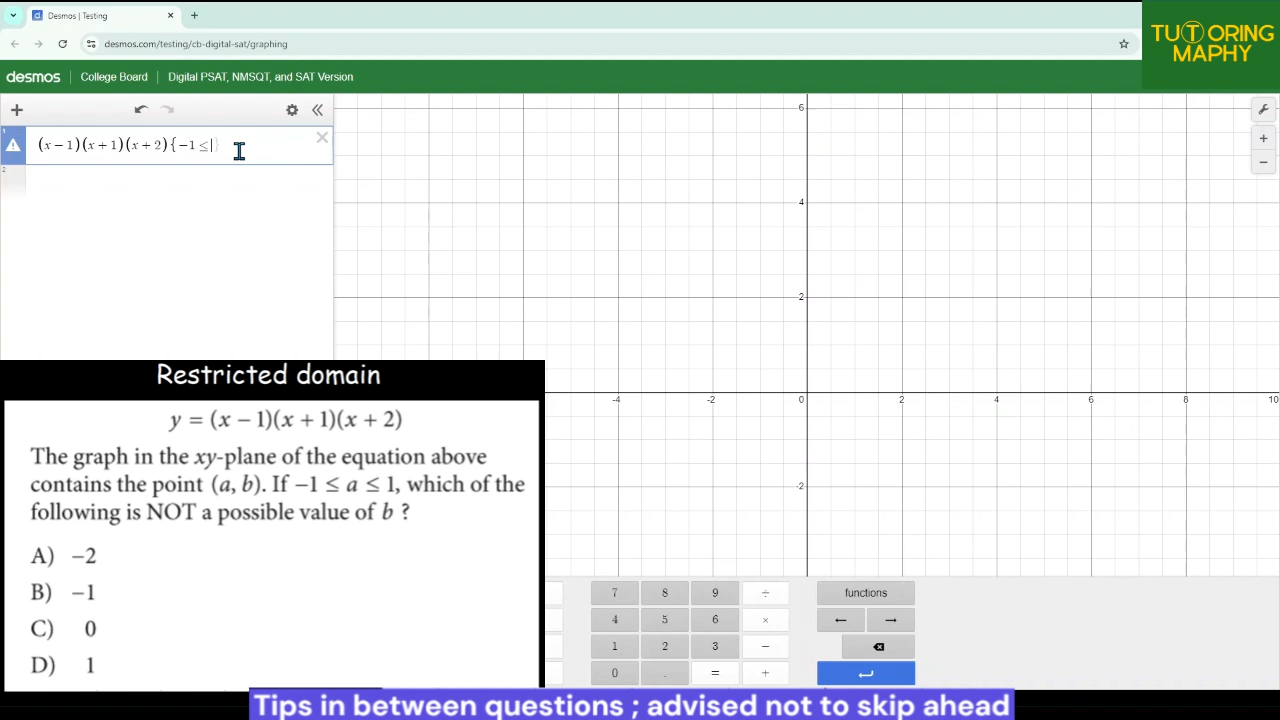 Desmos | Testing
desmos.com/testing/cb-digital-sat/graphing
TUTORING
MAPHY
desmos
College Board
Digital PSAT, NMSQT, and SAT Version
1
(x − 1)(x + 1)(x + 2){−1 ≤}
2
6
4
2
-4
-2
0
2
4
6
8
10
-2
Restricted domain
y = (x − 1)(x + 1)(x + 2)
The graph in the xy-plane of the equation above
contains the point (a, b). If −1 ≤ a ≤ 1, which of the
following is NOT a possible value of b ?
A) −2
B) −1
C) 0
D) 1
7 8 9 ÷
4 5 6 ×
1 2 3 −
0 . = +
functions
Tips in between questions ; advised not to skip ahead